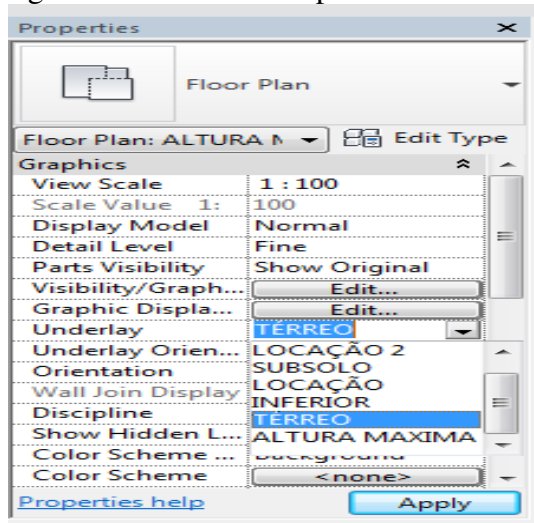 Properties
Floor Plan
Floor Plan: ALTURA M Edit Type
Graphics
View Scale 1 : 100
Scale Value 1: 100
Display Model Normal
Detail Level Fine
Parts Visibility Show Original
Visibility/Graph... Edit...
Graphic Displa... Edit...
Underlay TÉRREO
Underlay Orien... LOCAÇÃO 2
Orientation SUBSOLO
Wall Join Display LOCAÇÃO
INFERIOR
Discipline TÉRREO
Show Hidden L... ALTURA MAXIMA
Color Scheme ... Background
Color Scheme <none>
Properties help Apply